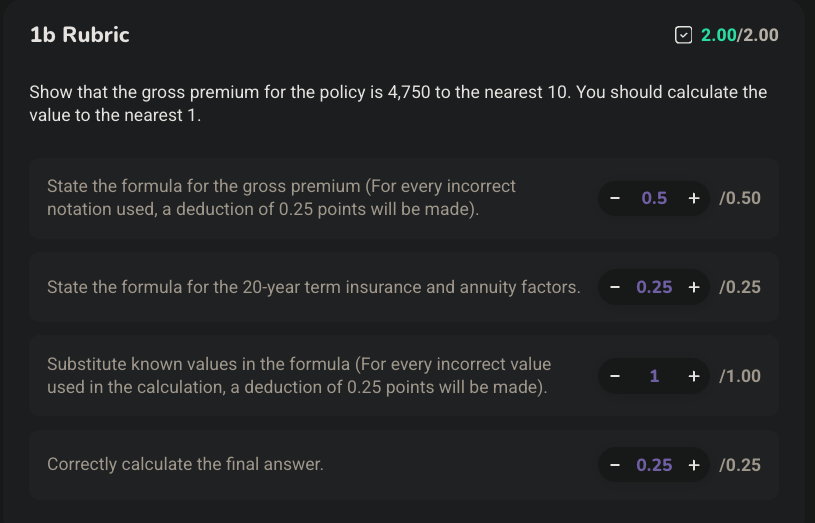 1b Rubric
2.00/2.00
Show that the gross premium for the policy is 4,750 to the nearest 10. You should calculate the
value to the nearest 1.
State the formula for the gross premium (For every incorrect
notation used, a deduction of 0.25 points will be made).
− 0.5 + /0.50
State the formula for the 20-year term insurance and annuity factors.
− 0.25 + /0.25
Substitute known values in the formula (For every incorrect value
used in the calculation, a deduction of 0.25 points will be made).
− 1 + /1.00
Correctly calculate the final answer.
− 0.25 + /0.25